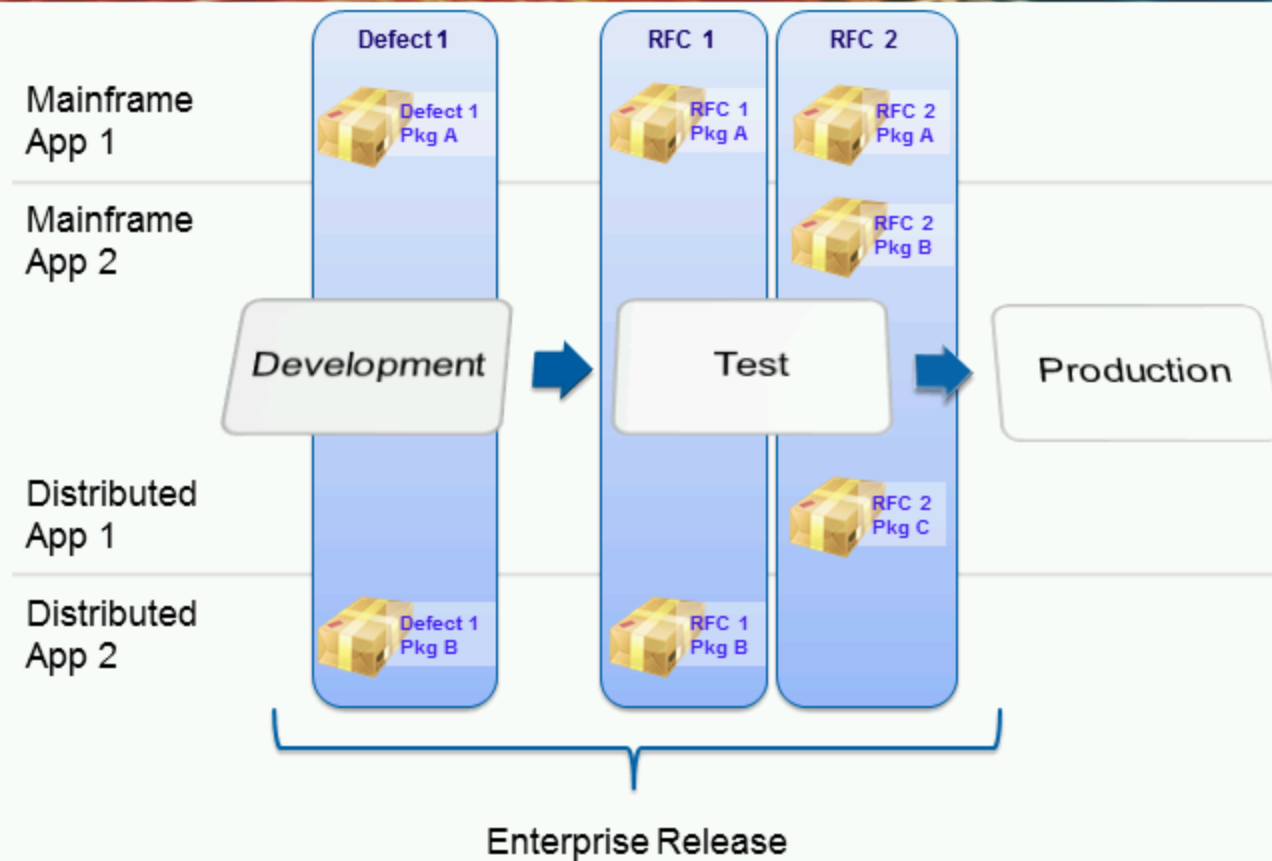 Defect 1
RFC 1
RFC 2
Mainframe
App 1
Defect 1
Pkg A
RFC 1
Pkg A
RFC 2
Pkg A
Mainframe
App 2
RFC 2
Pkg B
Development
Test
Production
Distributed
App 1
RFC 2
Pkg C
Distributed
App 2
Defect 1
Pkg B
RFC 1
Pkg B
Enterprise Release